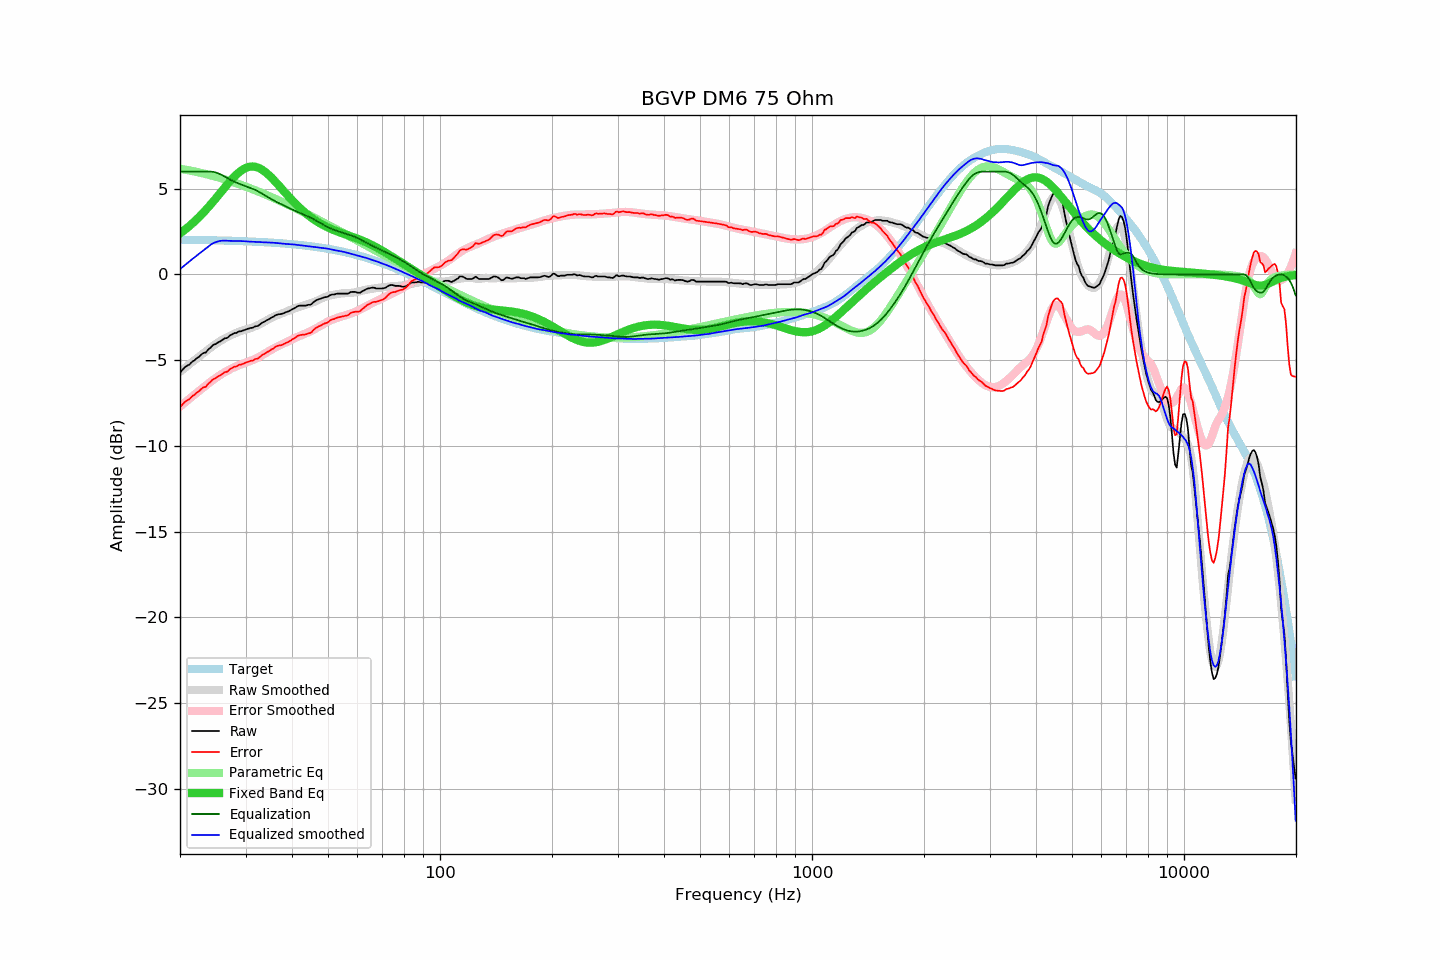 BGVP DM6 75 Ohm
Amplitude (dBr)
5
0
−5
−10
−15
−20
−25
−30
Target
Raw Smoothed
Error Smoothed
Raw
Error
Parametric Eq
Fixed Band Eq
Equalization
Equalized smoothed
100
1000
10000
Frequency (Hz)